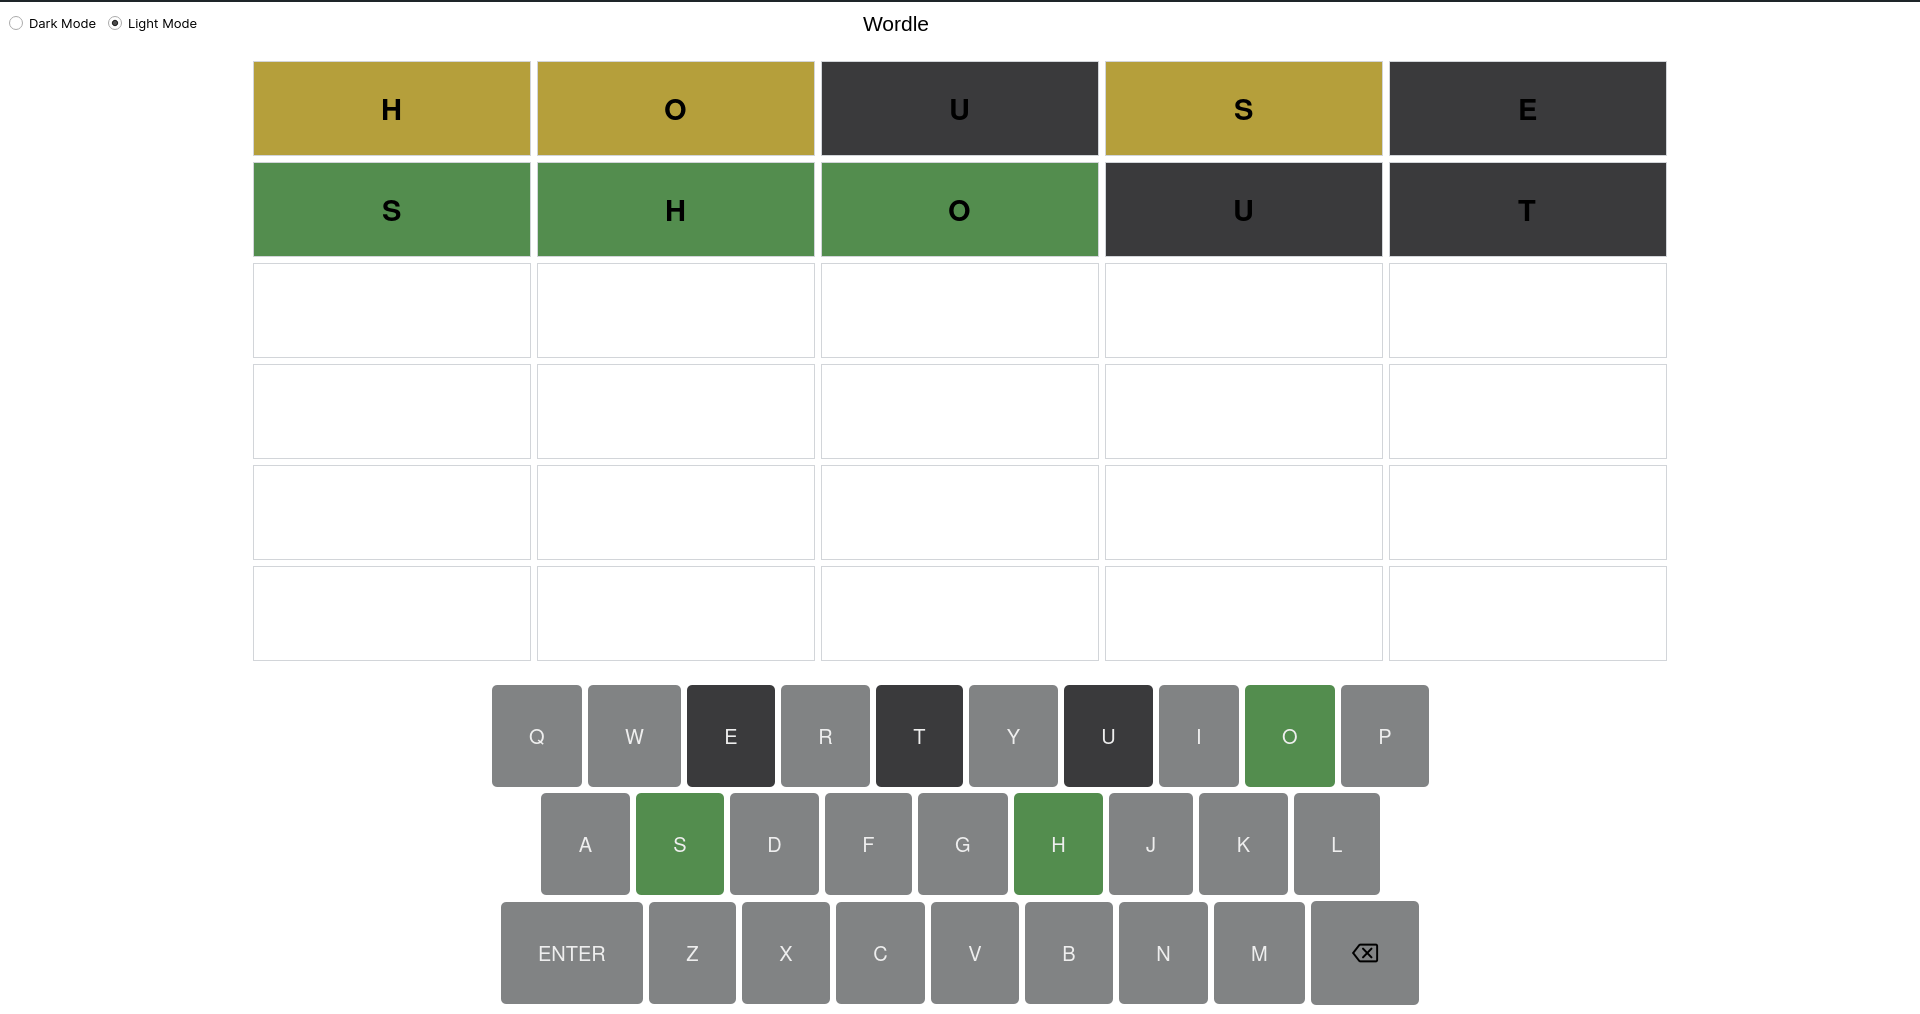 Dark Mode Light Mode Wordle
H O U S E
S H O U T
Q W E R T Y U I O P
A S D F G H J K L
ENTER Z X C V B N M